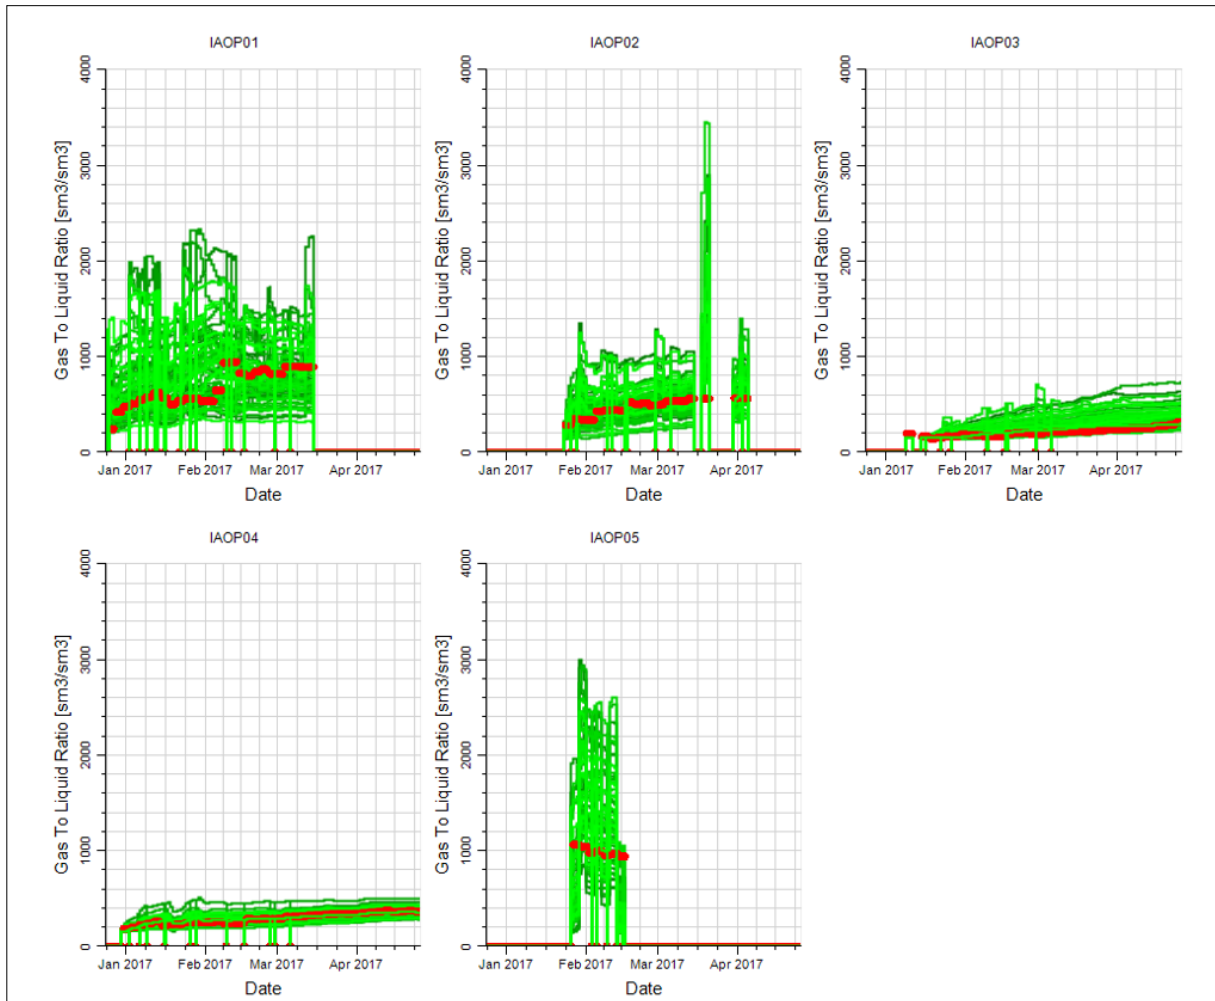 IAOP01
IAOP02
IAOP03
Gas To Liquid Ratio [sm3/sm3]
4000
3000
2000
1000
0
Jan 2017 Feb 2017 Mar 2017 Apr 2017
Date
Gas To Liquid Ratio [sm3/sm3]
4000
3000
2000
1000
0
Jan 2017 Feb 2017 Mar 2017 Apr 2017
Date
Gas To Liquid Ratio [sm3/sm3]
4000
3000
2000
1000
0
Jan 2017 Feb 2017 Mar 2017 Apr 2017
Date
IAOP04
IAOP05
Gas To Liquid Ratio [sm3/sm3]
4000
3000
2000
1000
0
Jan 2017 Feb 2017 Mar 2017 Apr 2017
Date
Gas To Liquid Ratio [sm3/sm3]
4000
3000
2000
1000
0
Jan 2017 Feb 2017 Mar 2017 Apr 2017
Date